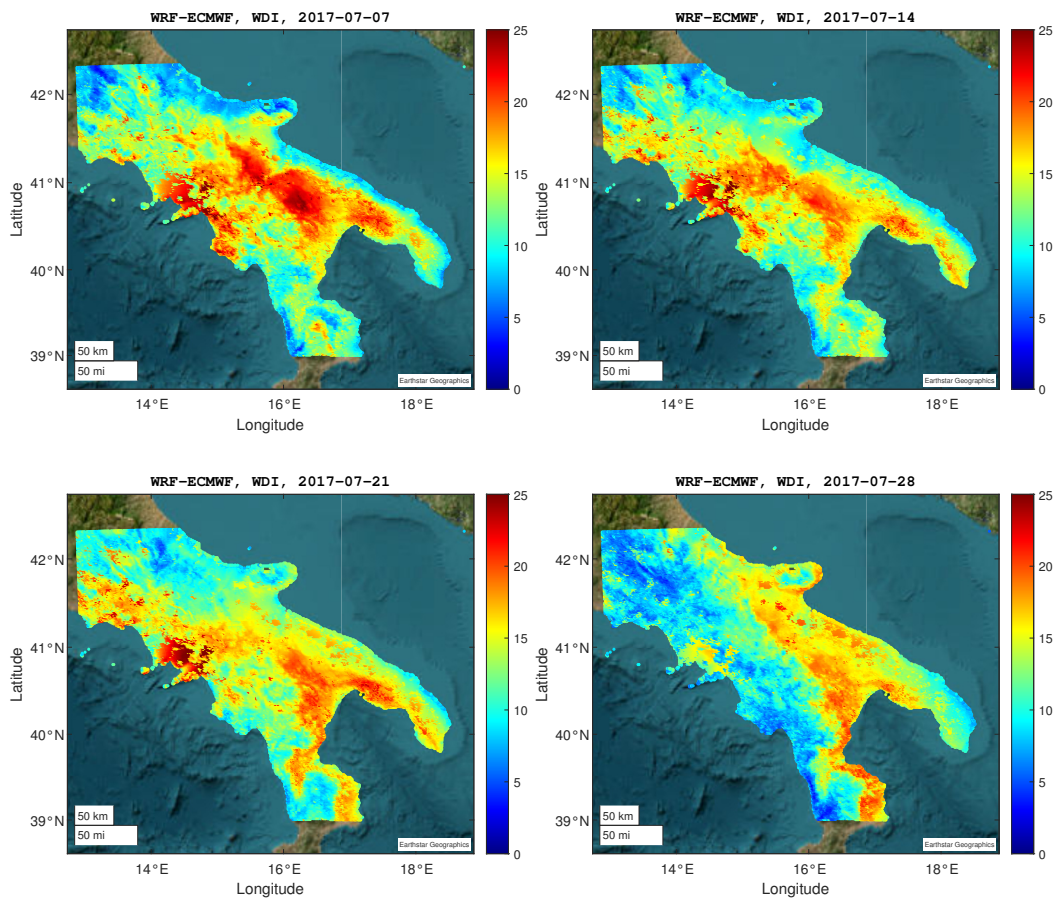 WRF-ECMWF, WDI, 2017-07-07
25
20
15
10
5
0
42°N
41°N
40°N
39°N
Latitude
50 km
50 mi
Earthstar Geographics
14°E
16°E
18°E
Longitude
WRF-ECMWF, WDI, 2017-07-14
25
20
15
10
5
0
42°N
41°N
40°N
39°N
Latitude
50 km
50 mi
Earthstar Geographics
14°E
16°E
18°E
Longitude
WRF-ECMWF, WDI, 2017-07-21
25
20
15
10
5
0
42°N
41°N
40°N
39°N
Latitude
50 km
50 mi
Earthstar Geographics
14°E
16°E
18°E
Longitude
WRF-ECMWF, WDI, 2017-07-28
25
20
15
10
5
0
42°N
41°N
40°N
39°N
Latitude
50 km
50 mi
Earthstar Geographics
14°E
16°E
18°E
Longitude